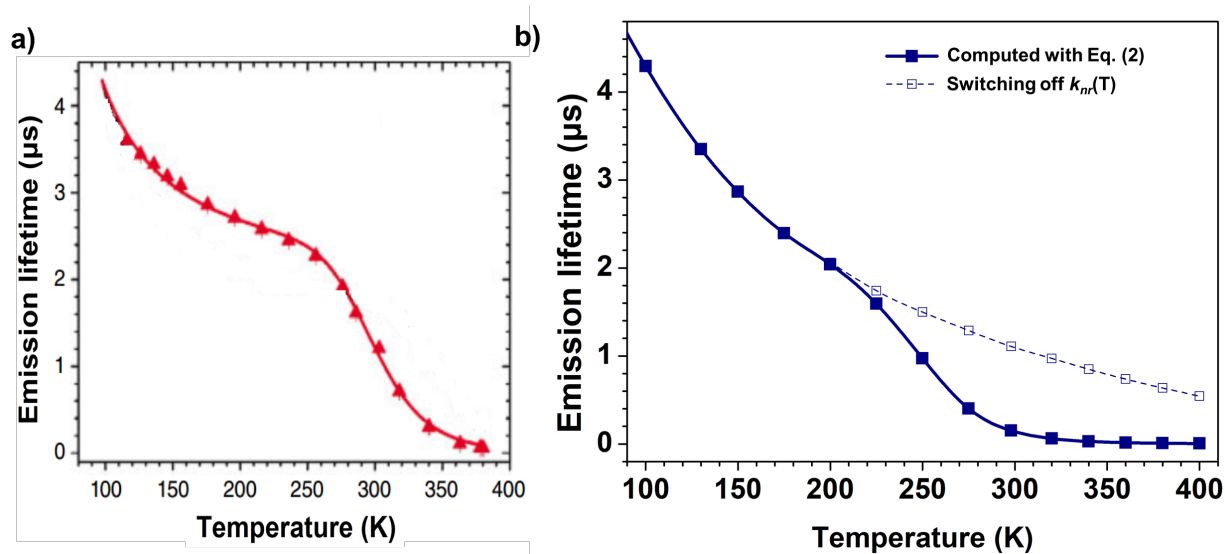 a)
Emission lifetime (µs)
4
3
2
1
0
100 150 200 250 300 350 400
Temperature (K)
b)
Computed with Eq. (2)
Switching off knr(T)
Emission lifetime (µs)
4
3
2
1
0
100 150 200 250 300 350 400
Temperature (K)